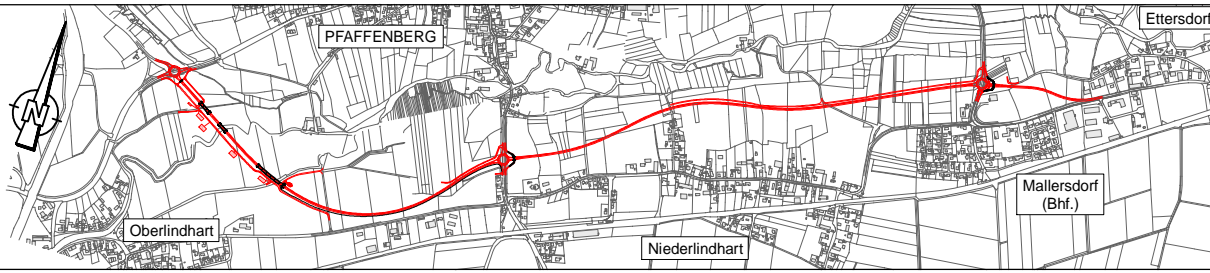 Ettersdorf
PFAFFENBERG
N
Mallersdorf
(Bhf.)
Oberlindhart
Niederlindhart